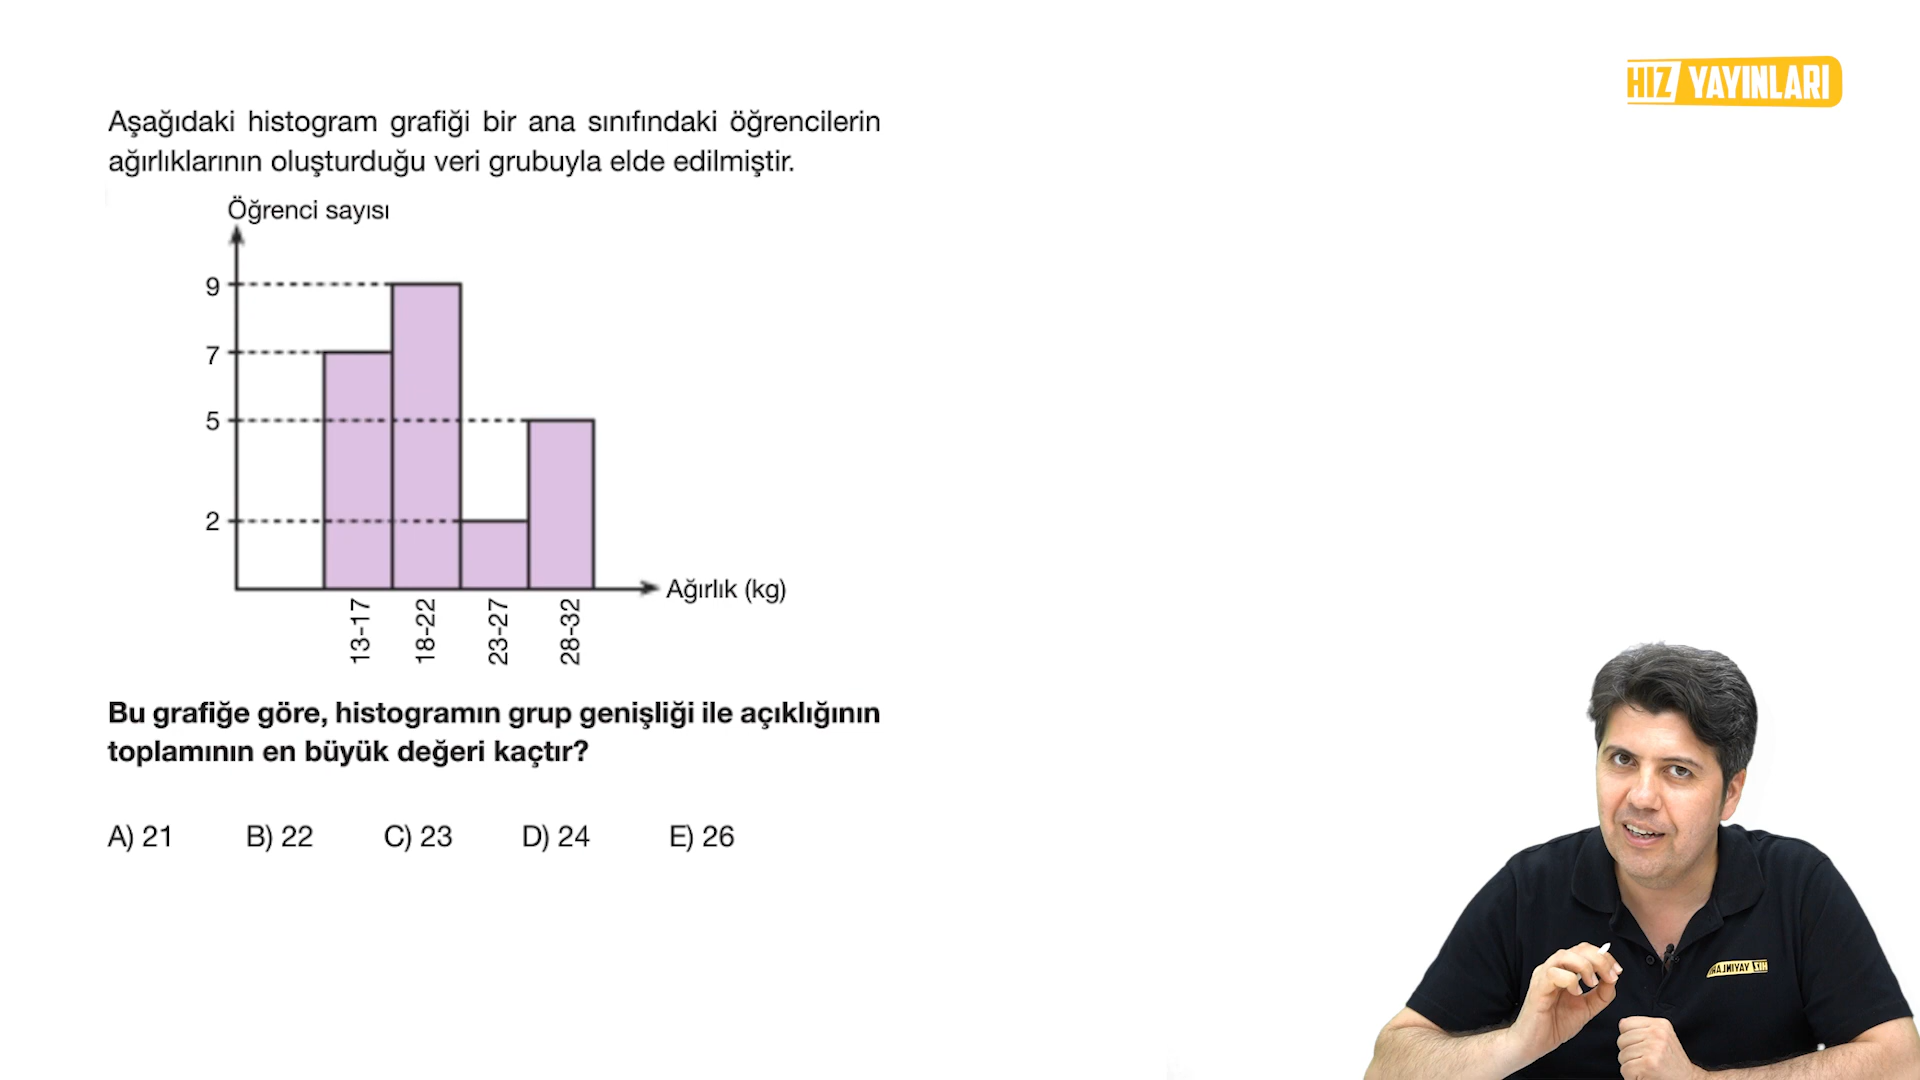 HIZ YAYINLARI
Aşağıdaki histogram grafiği bir ana sınıfındaki öğrencilerin
ağırlıklarının oluşturduğu veri grubuyla elde edilmiştir.
Öğrenci sayısı
9
7
5
2
Ağırlık (kg)
13-17
18-22
23-27
28-32
Bu grafiğe göre, histogramın grup genişliği ile açıklığının
toplamının en büyük değeri kaçtır?
A) 21 B) 22 C) 23 D) 24 E) 26
HIZ YAYINLARI